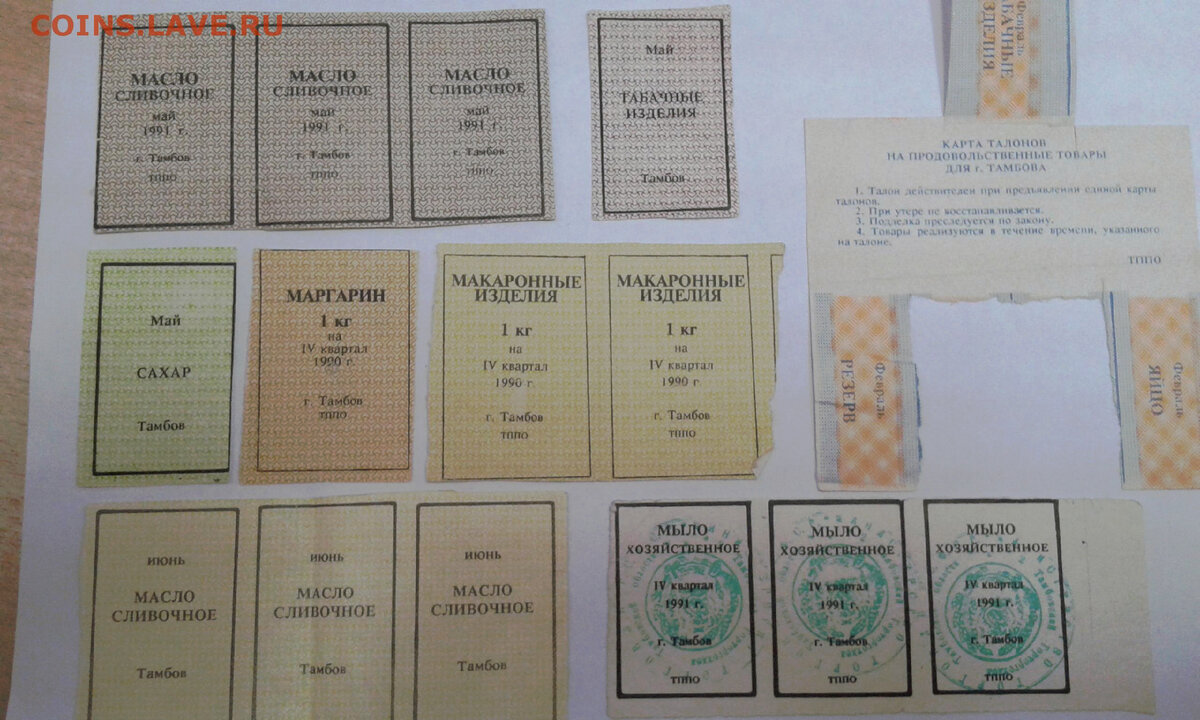 COINS.LAVE.RU
МАСЛО
СЛИВОЧНОЕ
май
1991 г.
г. Тамбов
ТППО
МАСЛО
СЛИВОЧНОЕ
май
1991 г.
г. Тамбов
ТППО
МАСЛО
СЛИВОЧНОЕ
май
1991 г.
г. Тамбов
ТППО
Май
ТАБАЧНЫЕ
ИЗДЕЛИЯ
Тамбов
Февраль
ИЗДЕЛИЯ
КАРТА ТАЛОНОВ
НА ПРОДОВОЛЬСТВЕННЫЕ ТОВАРЫ
ДЛЯ г. ТАМБОВА
1. Талон действителен при предъявлении единой карты
талонов.
2. При утере не восстанавливается.
3. Подделка преследуется по закону.
4. Товары реализуются в течение времени, указанного
на талоне.
ТППО
Февраль
РЕЗЕРВ
Февраль
ЯЙЦО
Май
САХАР
Тамбов
МАРГАРИН
1 кг
на
IV квартал
1990 г.
г. Тамбов
ТППО
МАКАРОННЫЕ
ИЗДЕЛИЯ
1 кг
на
IV квартал
1990 г.
г. Тамбов
ТППО
МАКАРОННЫЕ
ИЗДЕЛИЯ
1 кг
на
IV квартал
1990 г.
г. Тамбов
ТППО
ИЮНЬ
МАСЛО
СЛИВОЧНОЕ
Тамбов
ИЮНЬ
МАСЛО
СЛИВОЧНОЕ
Тамбов
ИЮНЬ
МАСЛО
СЛИВОЧНОЕ
Тамбов
МЫЛО
ХОЗЯЙСТВЕННОЕ
IV квартал
1991 г.
г. Тамбов
ТППО
МЫЛО
ХОЗЯЙСТВЕННОЕ
IV квартал
1991 г.
г. Тамбов
ТППО
МЫЛО
ХОЗЯЙСТВЕННОЕ
IV квартал
1991 г.
г. Тамбов
ТППО